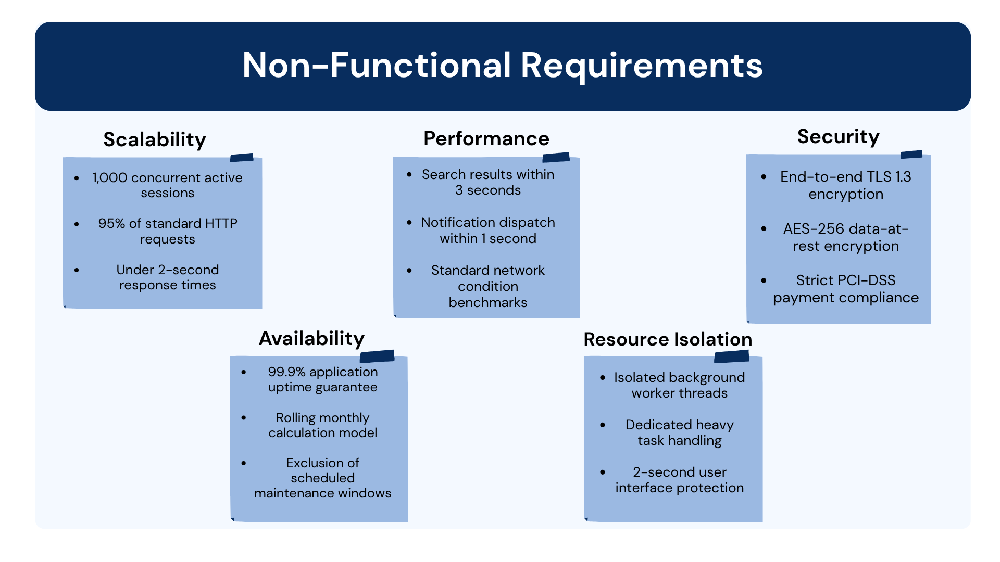 Non-Functional Requirements
Scalability
• 1,000 concurrent active
sessions
• 95% of standard HTTP
requests
• Under 2-second
response times
Performance
• Search results within
3 seconds
• Notification dispatch
within 1 second
• Standard network
condition
benchmarks
Security
• End-to-end TLS 1.3
encryption
• AES-256 data-at-
rest encryption
• Strict PCI-DSS
payment compliance
Availability
• 99.9% application
uptime guarantee
• Rolling monthly
calculation model
• Exclusion of
scheduled
maintenance windows
Resource Isolation
• Isolated background
worker threads
• Dedicated heavy
task handling
• 2-second user
interface protection